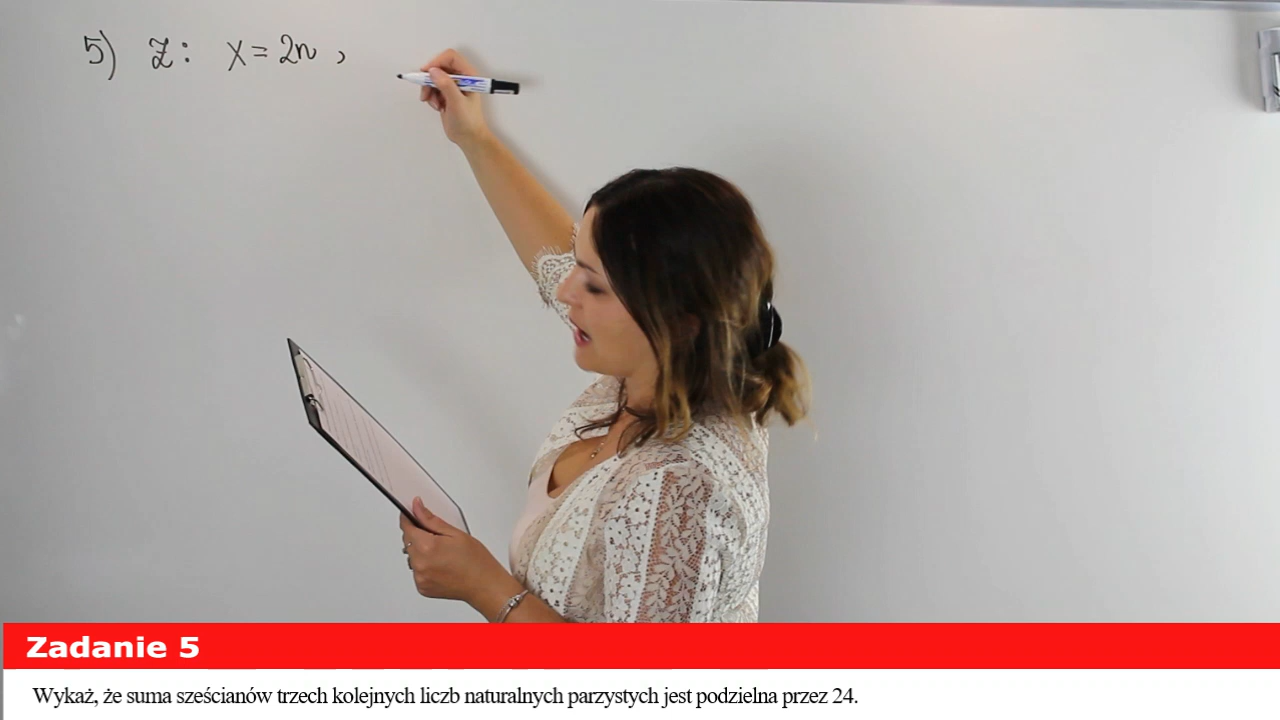 5) Z: x = 2n ,
Zadanie 5
Wykaż, że suma sześcianów trzech kolejnych liczb naturalnych parzystych jest podzielna przez 24.